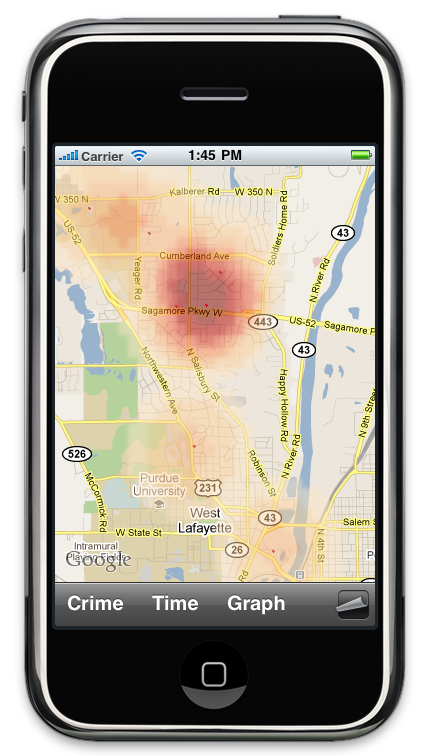 Carrier
1:45 PM
W 350 N
Kalberer Rd
W 350 N
US-52
Soldiers Home Rd
43
Cumberland Ave
Yeager Rd
N River Rd
Sagamore Pkwy W
443
US-52
Sagamore P
43
Northwestern Ave
N Salisbury St
Happy Hollow Rd
N 9th Street
526
Robinson St
N River Rd
McCormick Rd
Purdue
University
231
West
Lafayette
43
Salem S
W State St
26
N 4th St
Intramural
Playing Fields
Google
Rd
Crime
Time
Graph